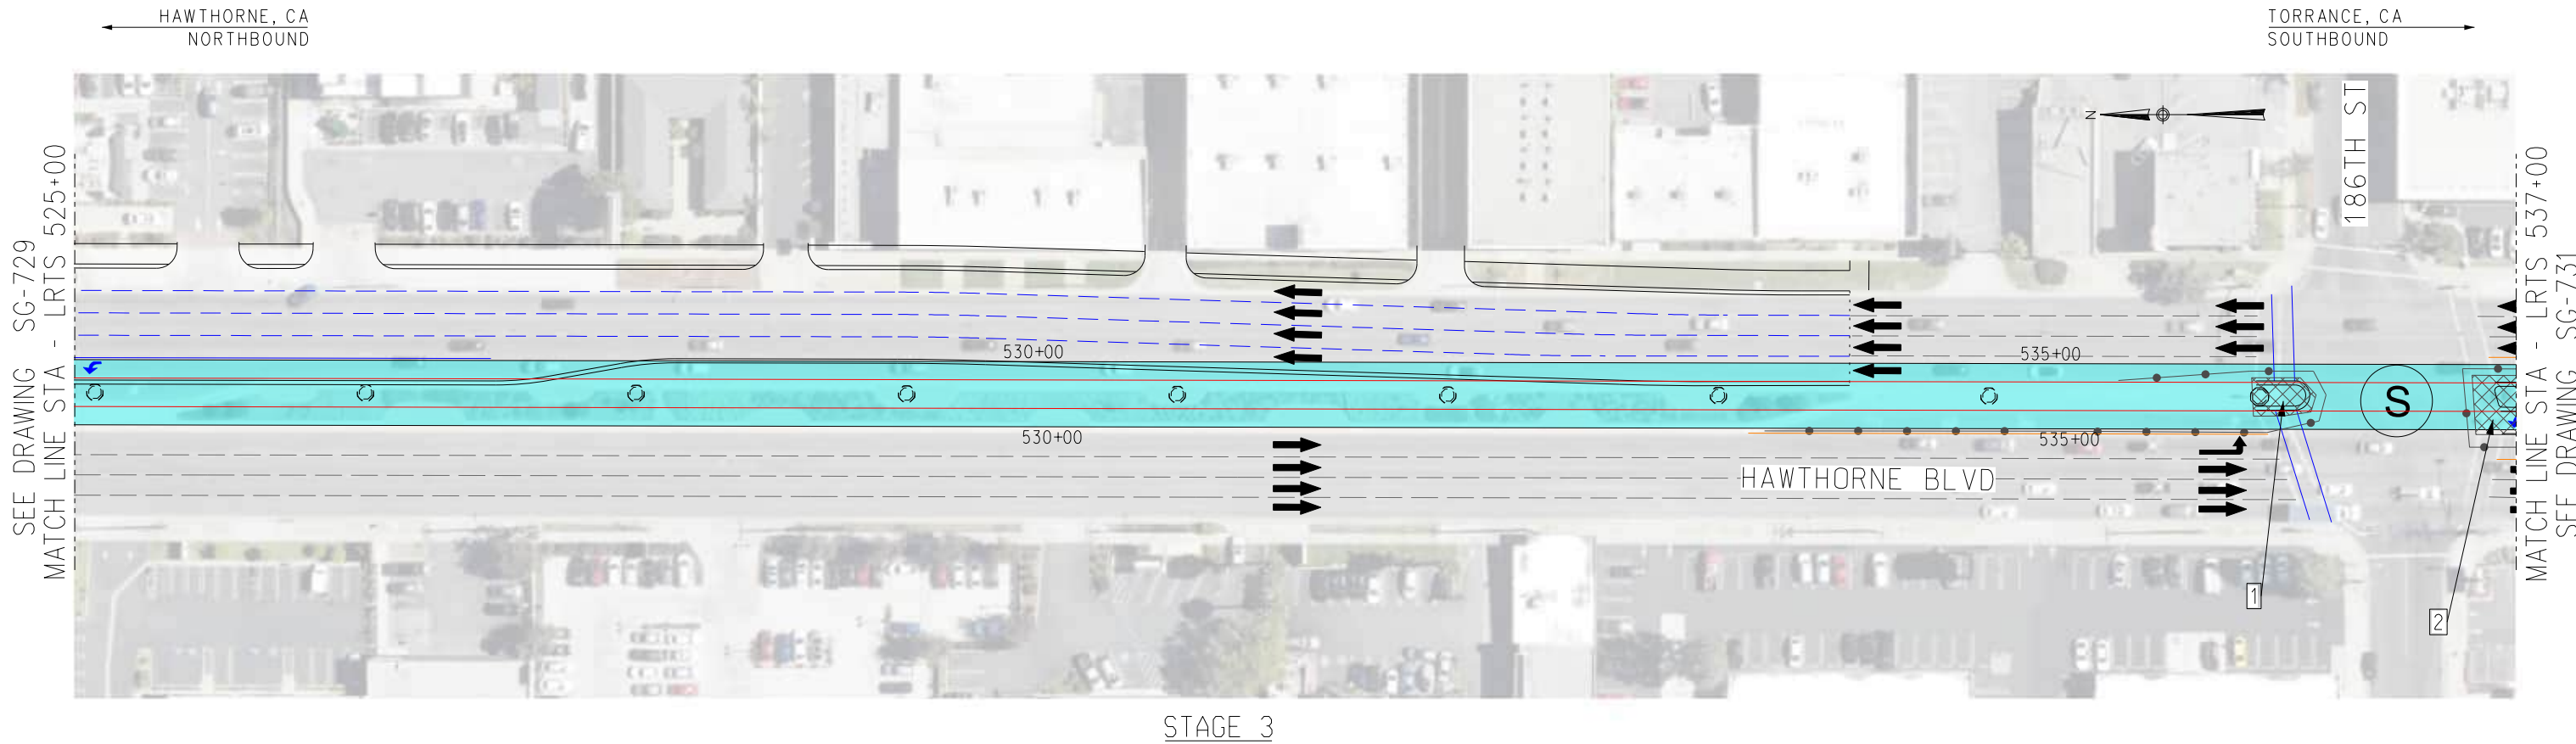 HAWTHORNE, CA
NORTHBOUND
TORRANCE, CA
SOUTHBOUND
SEE DRAWING SG-729
MATCH LINE STA - LRTS 525+00
N
186TH ST
530+00
535+00
530+00
535+00
HAWTHORNE BLVD
S
1
2
MATCH LINE STA - LRTS 537+00
SEE DRAWING SG-731
STAGE 3